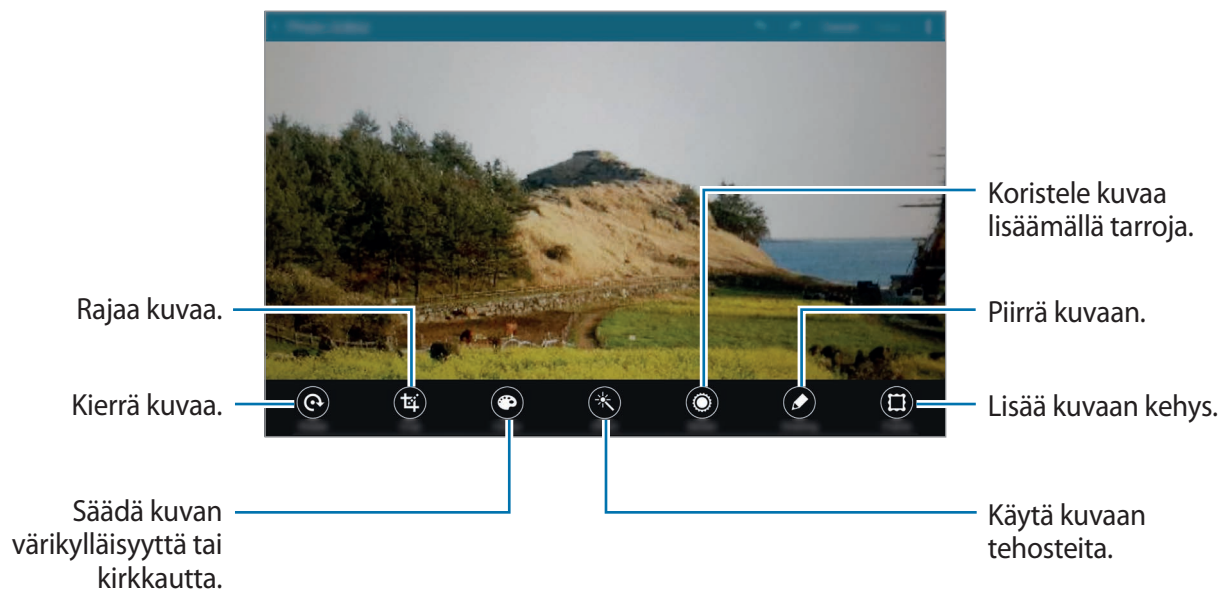 Koristele kuvaa
lisäämällä tarroja.
Rajaa kuvaa.
Piirrä kuvaan.
Kierrä kuvaa.
Lisää kuvaan kehys.
Säädä kuvan
värikylläisyyttä tai
kirkkautta.
Käytä kuvaan
tehosteita.